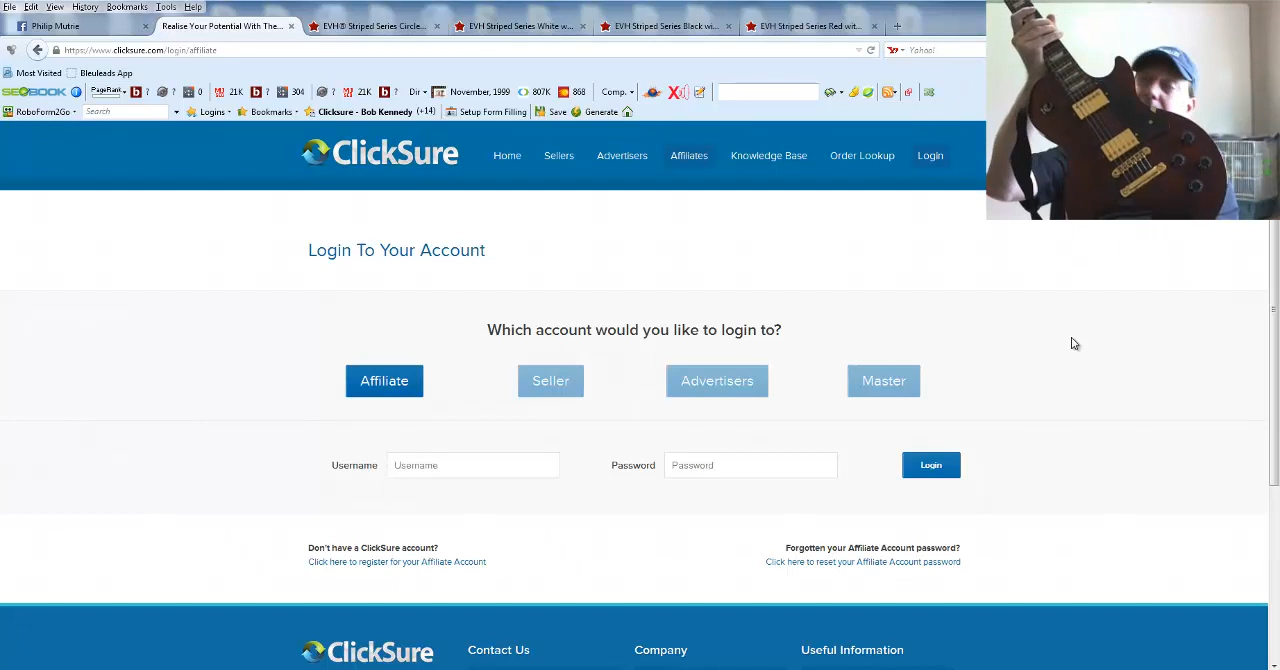 File Edit View History Bookmarks Tools Help
Philip Mutrie × Realise Your Potential With The... × EVH® Striped Series Circle... × EVH Striped Series White w... × EVH Striped Series Black wi... × EVH Striped Series Red wit... × +
https://www.clicksure.com/login/affiliate Yahoo!
Most Visited Bleuleads App
SEOBOOK PageRank ? ? 0 21K ? 304 ? 21K ? Dir November, 1999 807K 868 Comp.
RoboForm2Go Search Logins Bookmarks Clicksure - Bob Kennedy (+14) Setup Form Filling Save Generate
ClickSure Home Sellers Advertisers Affiliates Knowledge Base Order Lookup Login
Login To Your Account
Which account would you like to login to?
Affiliate Seller Advertisers Master
Username Username Password Password Login
Don't have a ClickSure account? Forgotten your Affiliate Account password?
Click here to register for your Affiliate Account Click here to reset your Affiliate Account password
ClickSure Contact Us Company Useful Information